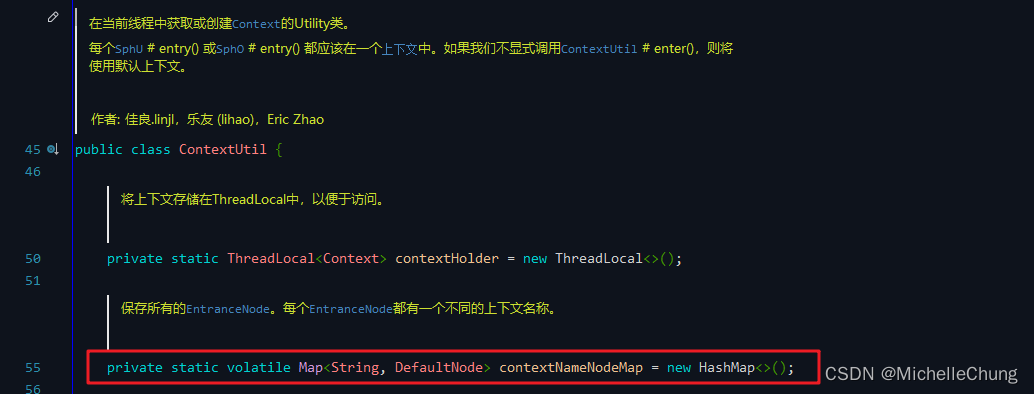 在当前线程中获取或创建Context的Utility类。
每个SphU # entry() 或SphO # entry() 都应该在一个上下文中。如果我们不显式调用ContextUtil # enter()，则将
使用默认上下文。
作者: 佳良.linjl，乐友 (lihao)，Eric Zhao
45 public class ContextUtil {
46
将上下文存储在ThreadLocal中，以便于访问。
50 private static ThreadLocal<Context> contextHolder = new ThreadLocal<>();
51
保存所有的EntranceNode。每个EntranceNode都有一个不同的上下文名称。
55 private static volatile Map<String, DefaultNode> contextNameNodeMap = new HashMap<>();
56
CSDN @MichelleChung